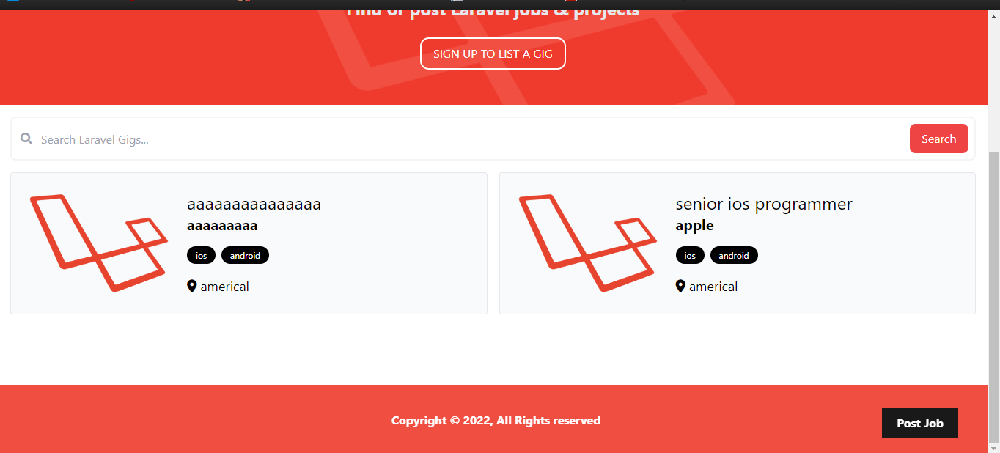 Find or post Laravel jobs & projects
SIGN UP TO LIST A GIG
Search Laravel Gigs...
Search
aaaaaaaaaaaaaaa
aaaaaaaaa
ios android
americal
senior ios programmer
apple
ios android
americal
Copyright © 2022, All Rights reserved
Post Job